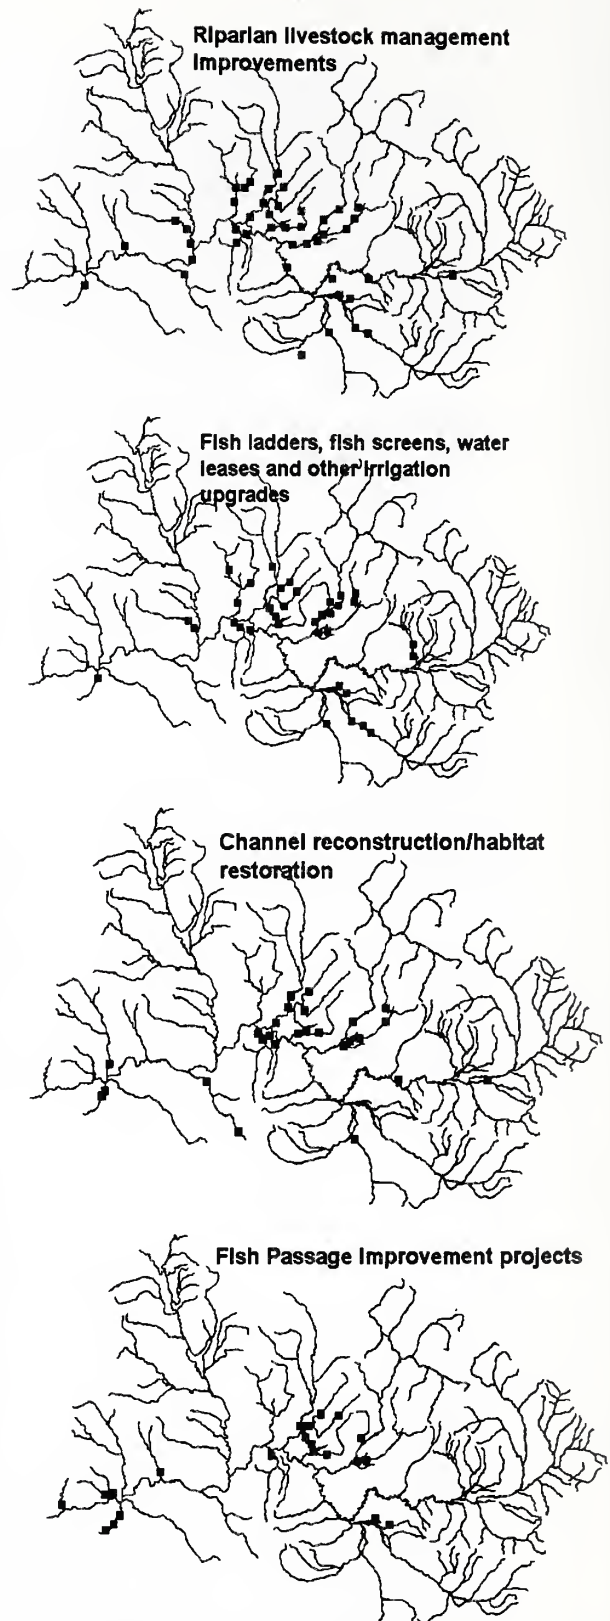 Riparian livestock management
improvements
Fish ladders, fish screens, water
leases and other irrigation
upgrades
Channel reconstruction/habitat
restoration
Fish Passage Improvement projects